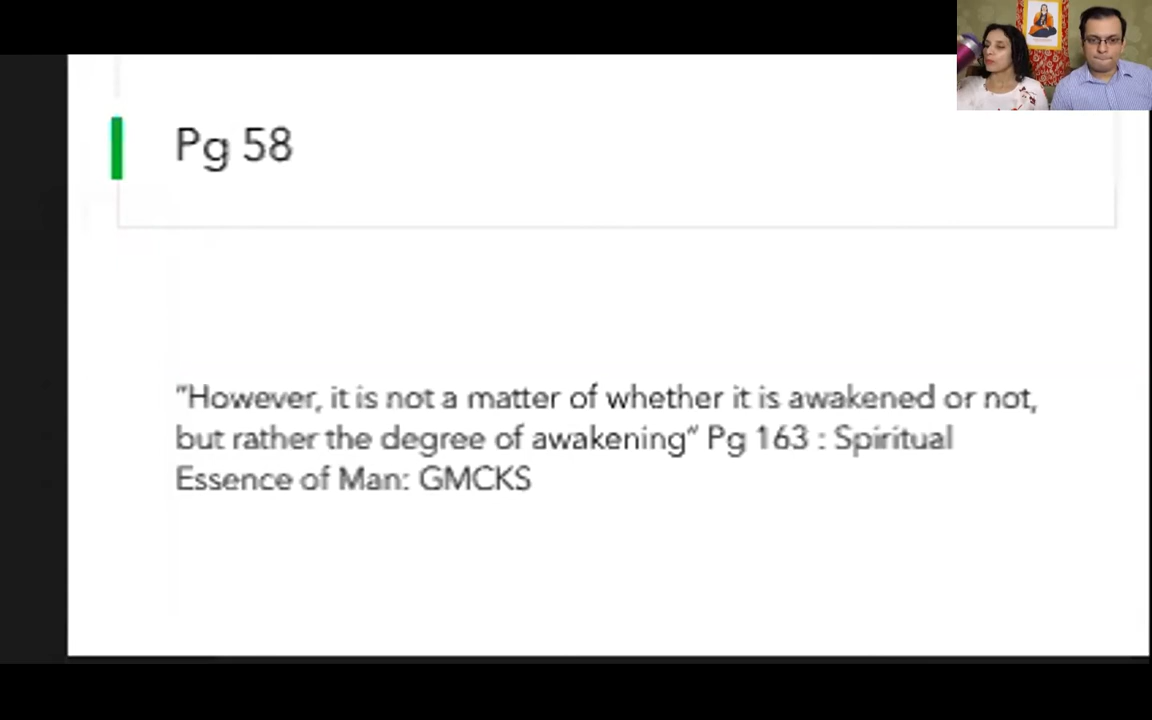 Pg 58
"However, it is not a matter of whether it is awakened or not,
but rather the degree of awakening" Pg 163 : Spiritual
Essence of Man: GMCKS